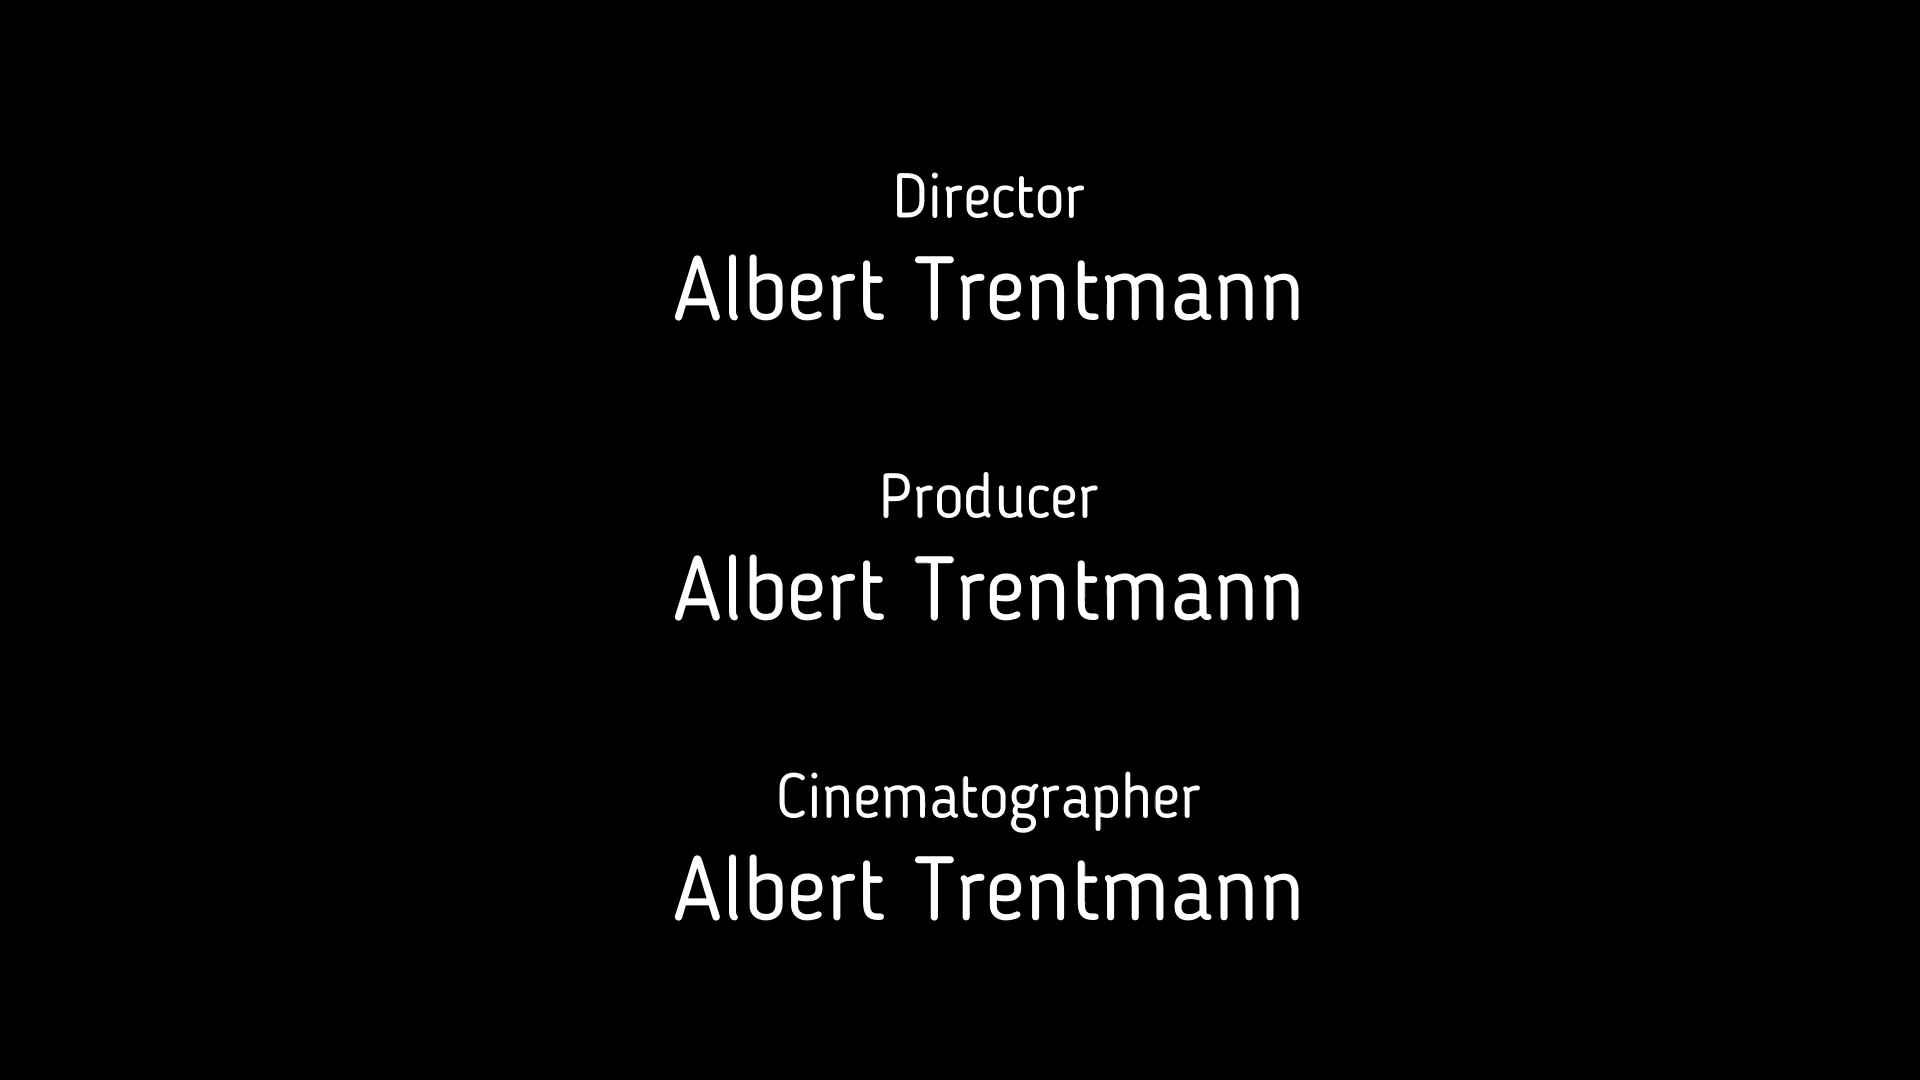 Director
Albert Trentmann
Producer
Albert Trentmann
Cinematographer
Albert Trentmann